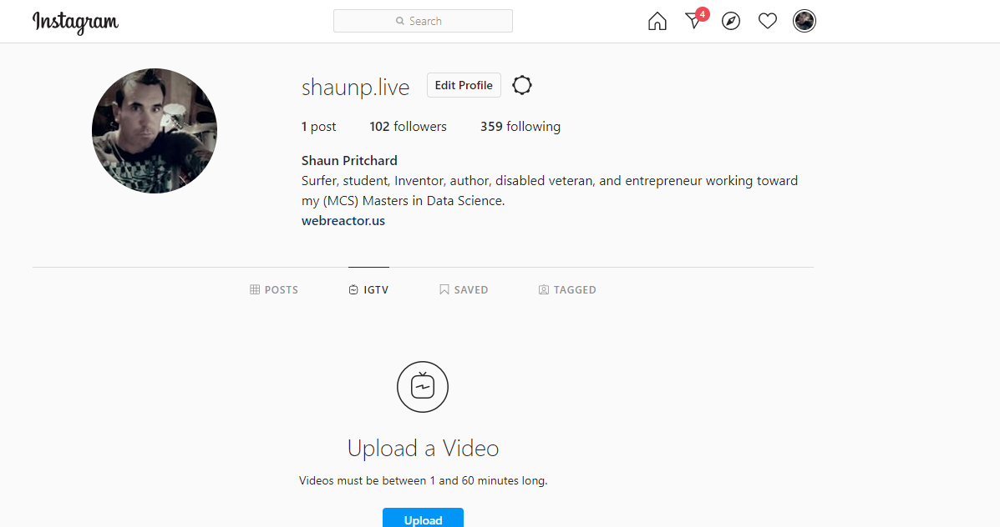 Instagram
Search
4
shaunp.live
Edit Profile
1 post
102 followers
359 following
Shaun Pritchard
Surfer, student, Inventor, author, disabled veteran, and entrepreneur working toward
my (MCS) Masters in Data Science.
webreactor.us
POSTS
IGTV
SAVED
TAGGED
Upload a Video
Videos must be between 1 and 60 minutes long.
Upload